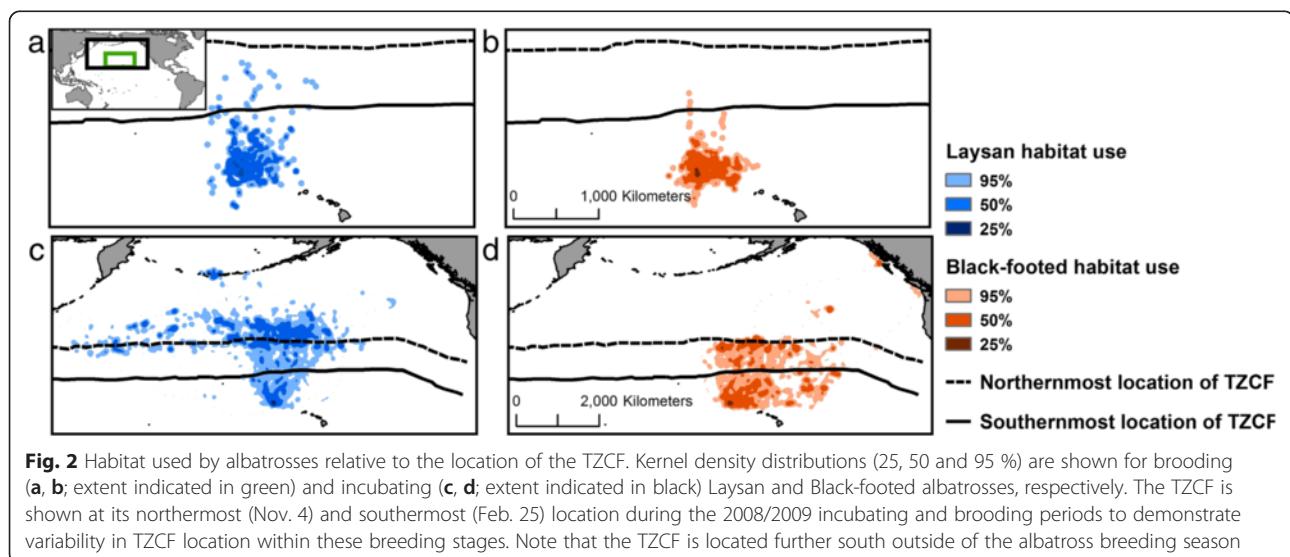 a
b
Laysan habitat use
95%
50%
25%
0 1,000 Kilometers
c
d
Black-footed habitat use
95%
50%
25%
Northernmost location of TZCF
0 2,000 Kilometers
Southernmost location of TZCF
Fig. 2 Habitat used by albatrosses relative to the location of the TZCF. Kernel density distributions (25, 50 and 95 %) are shown for brooding
(a, b; extent indicated in green) and incubating (c, d; extent indicated in black) Laysan and Black-footed albatrosses, respectively. The TZCF is
shown at its northermost (Nov. 4) and southermost (Feb. 25) location during the 2008/2009 incubating and brooding periods to demonstrate
variability in TZCF location within these breeding stages. Note that the TZCF is located further south outside of the albatross breeding season